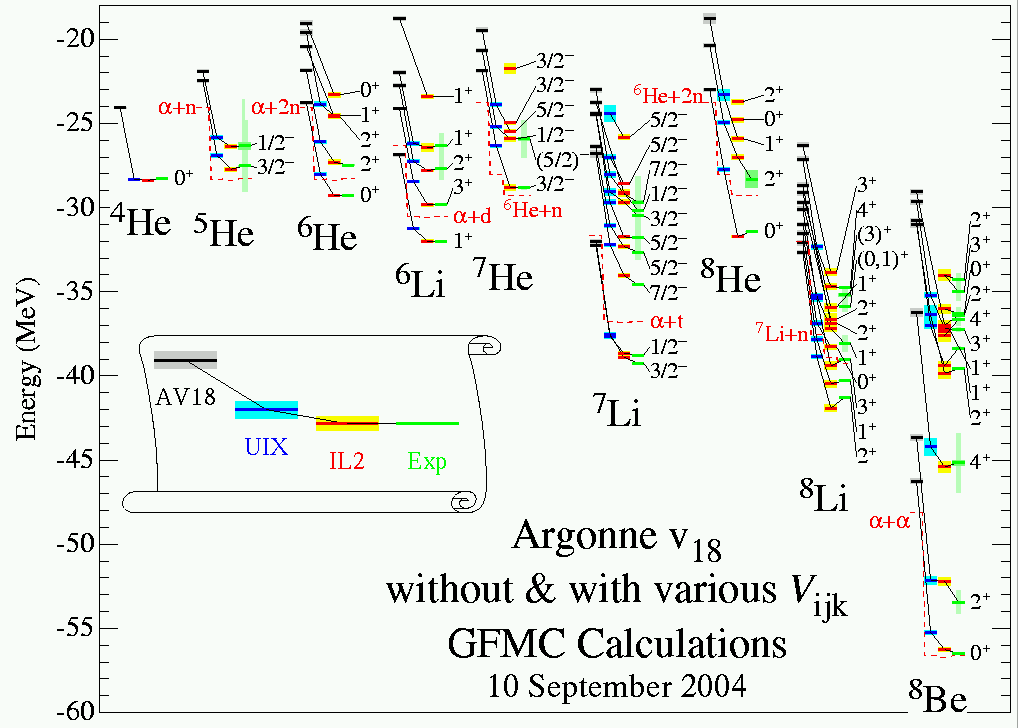 -20
-25
-30
-35
-40
-45
-50
-55
-60
Energy (MeV)
0⁺
⁴He
α+n
1/2⁻
3/2⁻
⁵He
α+2n
0⁺
1⁺
2⁺
2⁺
0⁺
⁶He
1⁺
1⁺
2⁺
3⁺
α+d
1⁺
⁶Li
3/2⁻
3/2⁻
5/2⁻
1/2⁻
(5/2)⁻
3/2⁻
⁶He+n
⁷He
5/2⁻
5/2⁻
7/2⁻
1/2⁻
3/2⁻
5/2⁻
5/2⁻
7/2⁻
α+t
1/2⁻
3/2⁻
⁷Li
⁶He+2n
2⁺
0⁺
1⁺
2⁺
0⁺
⁸He
3⁺
4⁺
(3)⁺
(0,1)⁺
1⁺
2⁺
2⁺
1⁺
0⁺
3⁺
1⁺
2⁺
⁷Li+n
⁸Li
2⁺
3⁺
0⁺
2⁺
4⁺
3⁺
1⁺
2⁺
4⁺
α+α
2⁺
0⁺
⁸Be
AV18
UIX
IL2
Exp
Argonne v₁₈
without & with various Vᵢⱼₖ
GFMC Calculations
10 September 2004